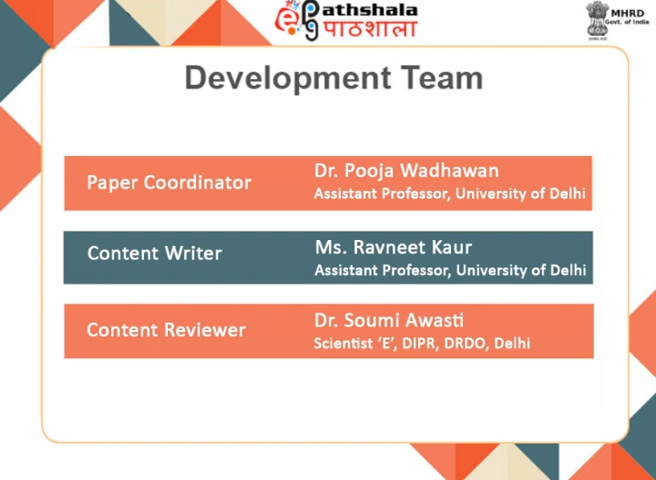 ePathshala
पाठशाला
MHRD
Govt. of India
Development Team
Paper Coordinator
Dr. Pooja Wadhawan
Assistant Professor, University of Delhi
Content Writer
Ms. Ravneet Kaur
Assistant Professor, University of Delhi
Content Reviewer
Dr. Soumi Awasti
Scientist ‘E’, DIPR, DRDO, Delhi